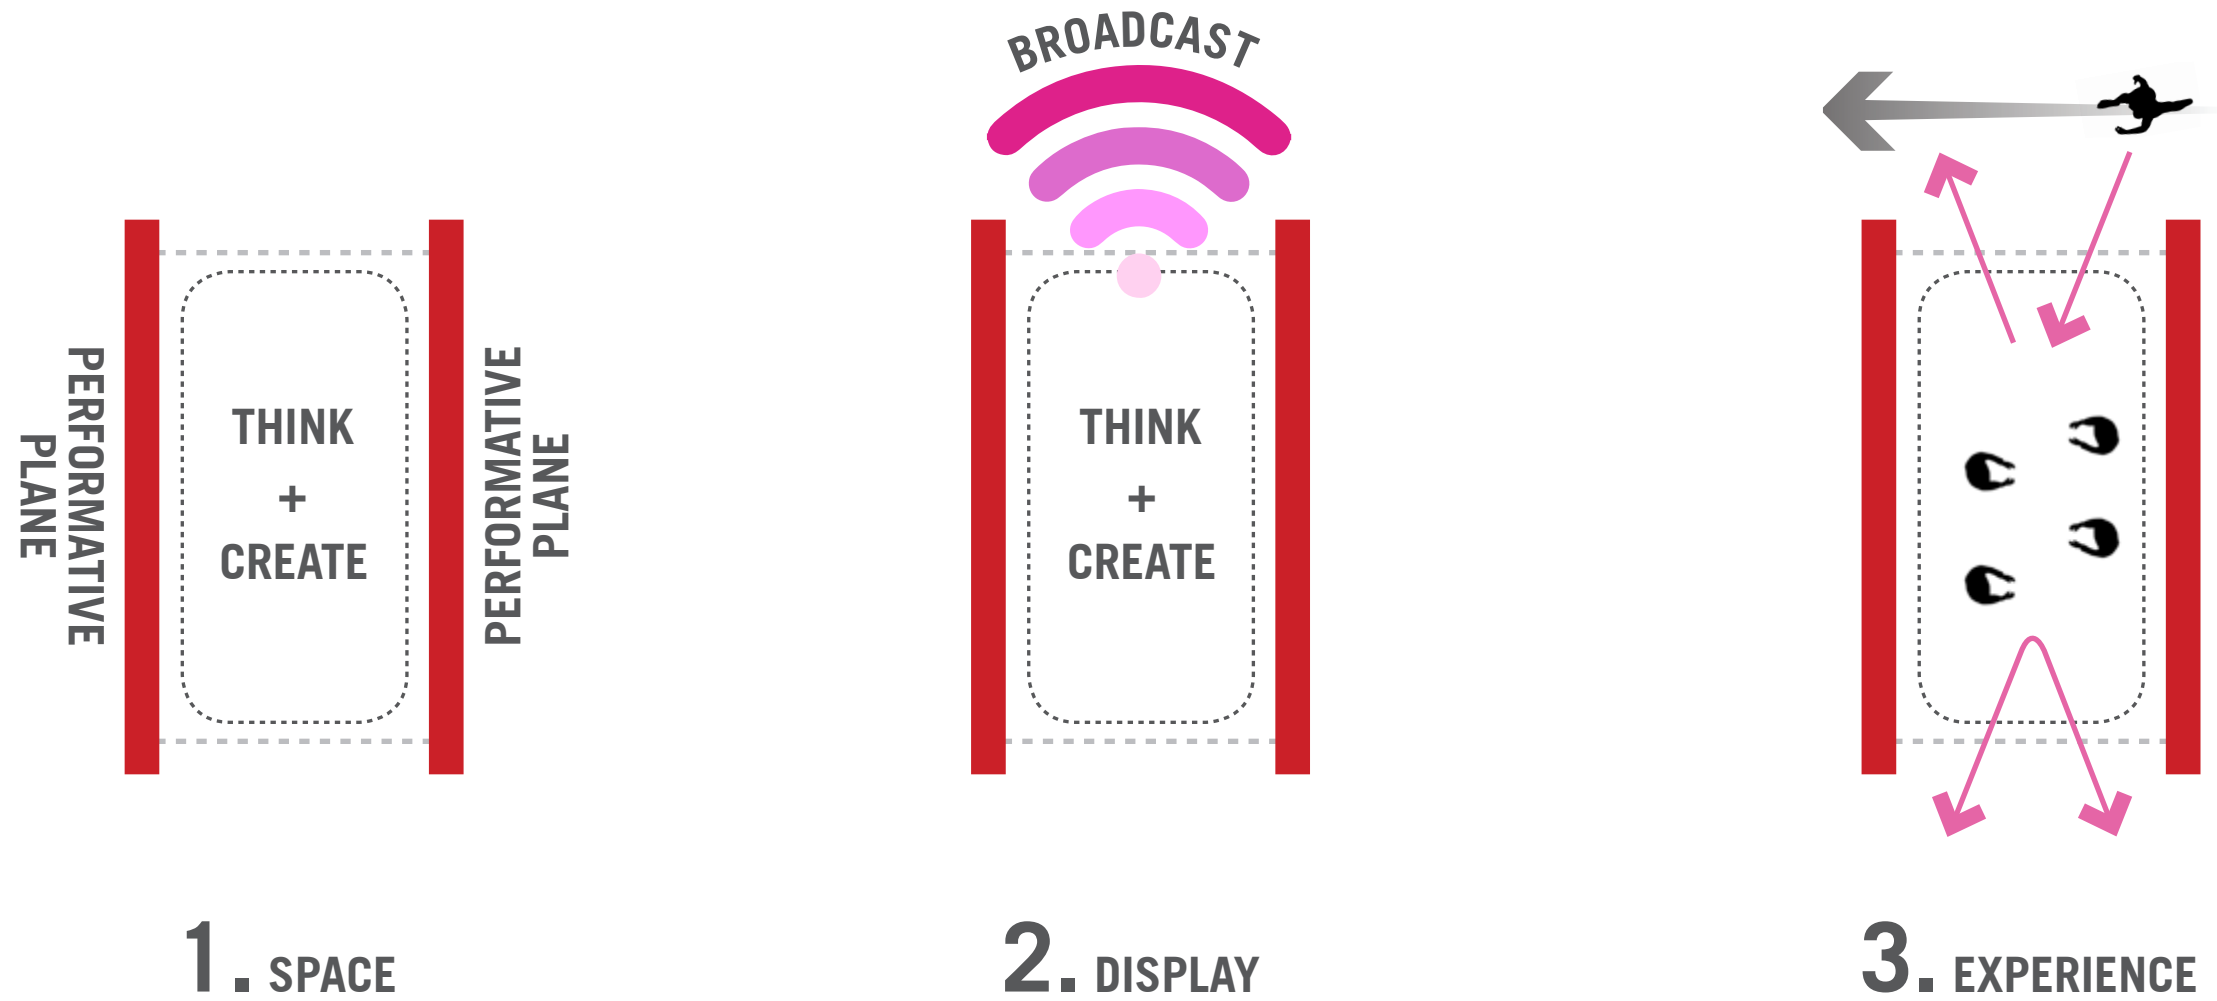 PERFORMATIVE
PLANE
THINK
+
CREATE
PERFORMATIVE
PLANE
1. SPACE
BROADCAST
THINK
+
CREATE
2. DISPLAY
3. EXPERIENCE